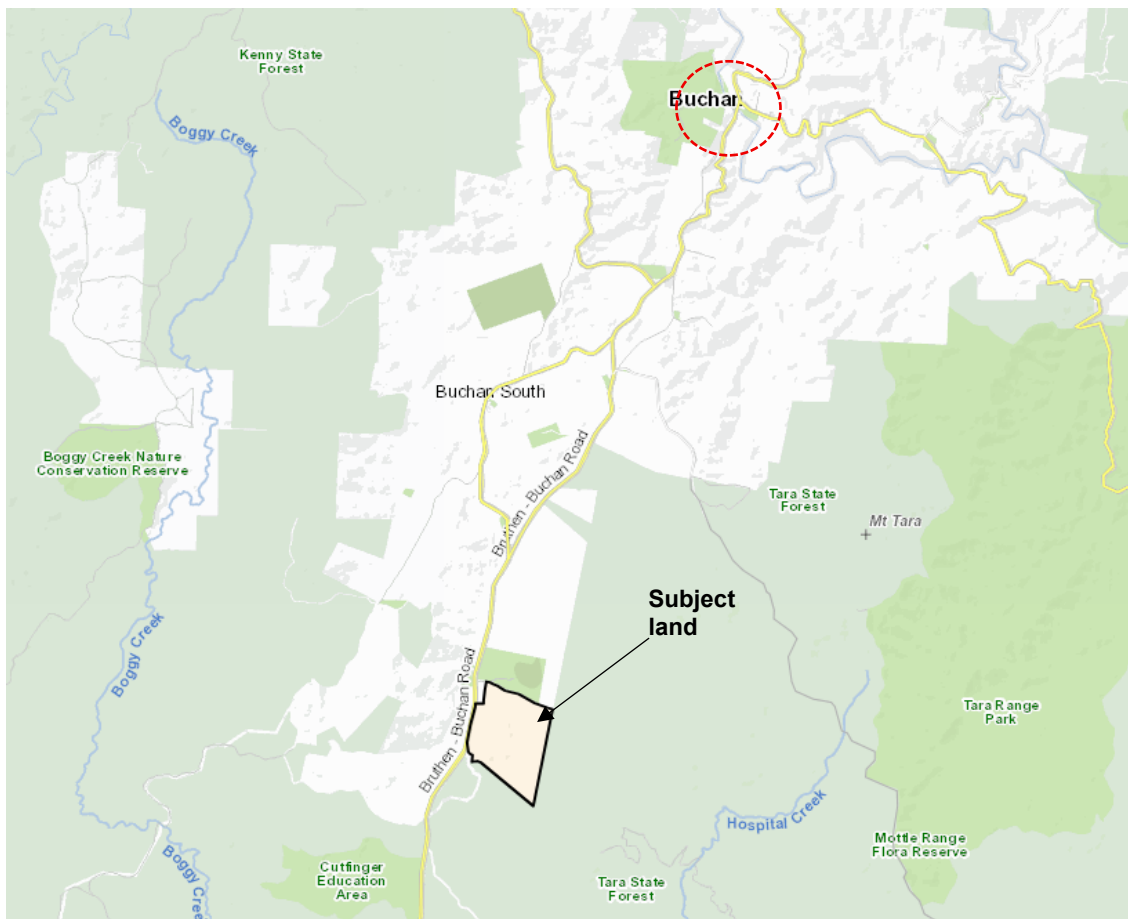 Kenny State
Forest
Boggy Creek
Buchan
Buchan South
Boggy Creek Nature
Conservation Reserve
Bruthen - Buchan Road
Tara State
Forest
Mt Tara
Subject
land
Boggy Creek
Bruthen - Buchan Road
Tara Range
Park
Hospital Creek
Mottle Range
Flora Reserve
Cutfinger
Education
Area
Tara State
Forest
Boggy Creek